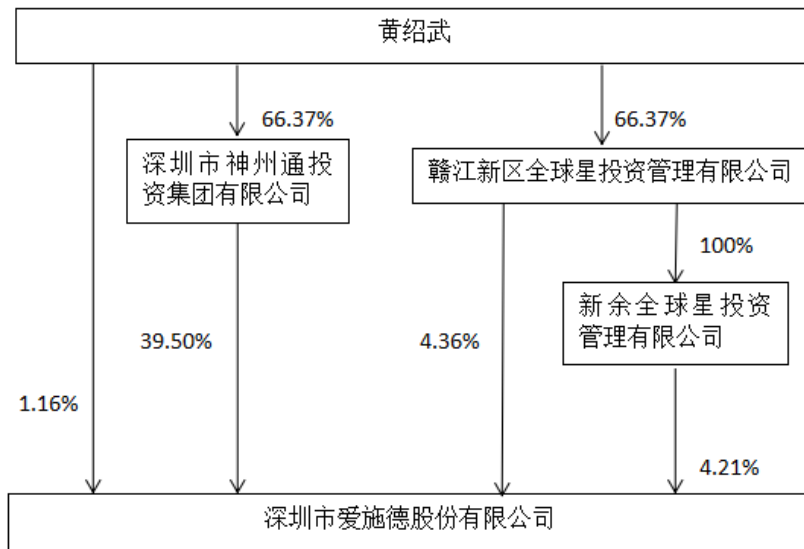 黄绍武
66.37%
66.37%
深圳市神州通投
资集团有限公司
赣江新区全球星投资管理有限公司
100%
新余全球星投资
管理有限公司
39.50%
4.36%
1.16%
4.21%
深圳市爱施德股份有限公司